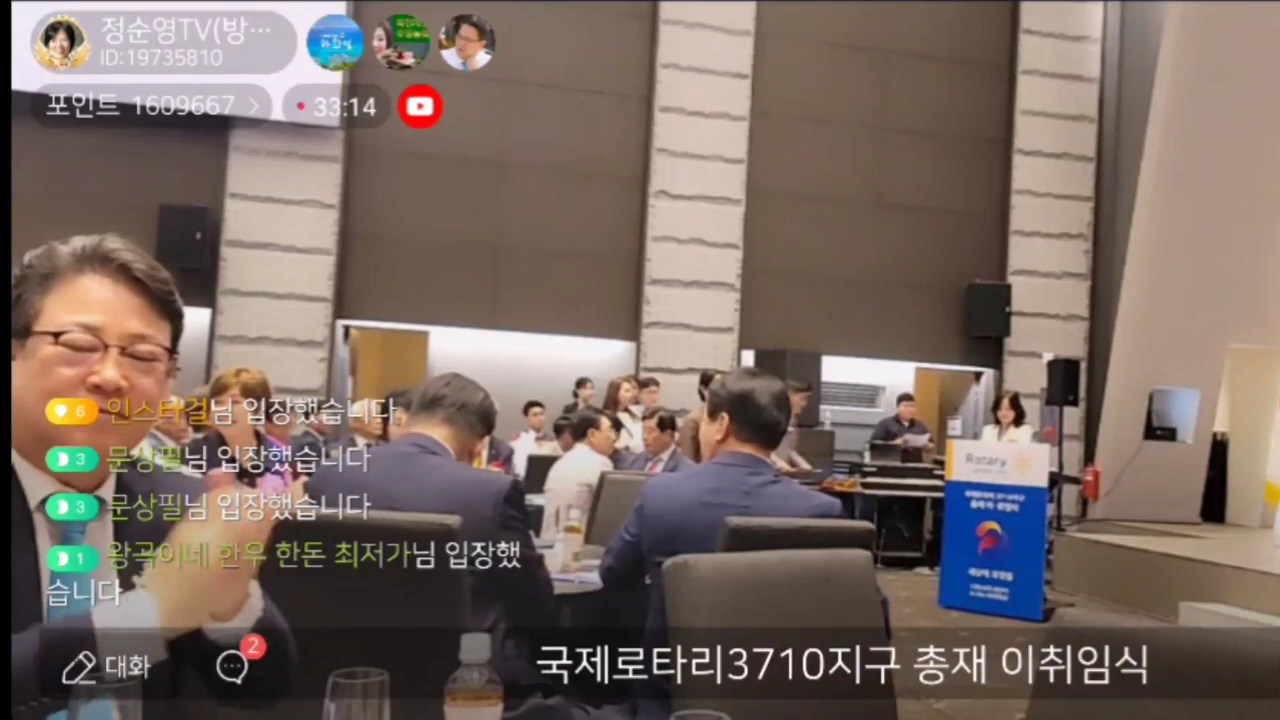 정순영TV(방…
ID:19735810
포인트 1609667 >
33:14
6 인스타걸님 입장했습니다
3 문상필님 입장했습니다
3 문상필님 입장했습니다
1 왕곡이네 한우 한돈 최저가님 입장했
습니다
Rotary
대화
2
국제로타리3710지구 총재 이취임식